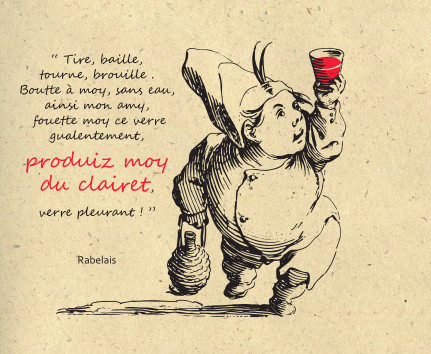 “ Tire, baille,
tourne, brouille .
Boutte à moy, sans eau,
ainsi mon amy,
fouette moy ce verre
gualentement,
produiz moy
du clairet,
verre pleurant ! ”
Rabelais